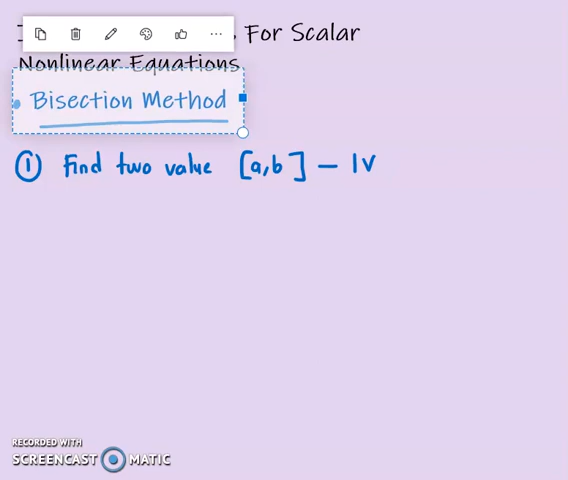 For Scalar
Nonlinear Equations
Bisection Method
① Find two value [a,b] — IV
RECORDED WITH
SCREENCAST MATIC